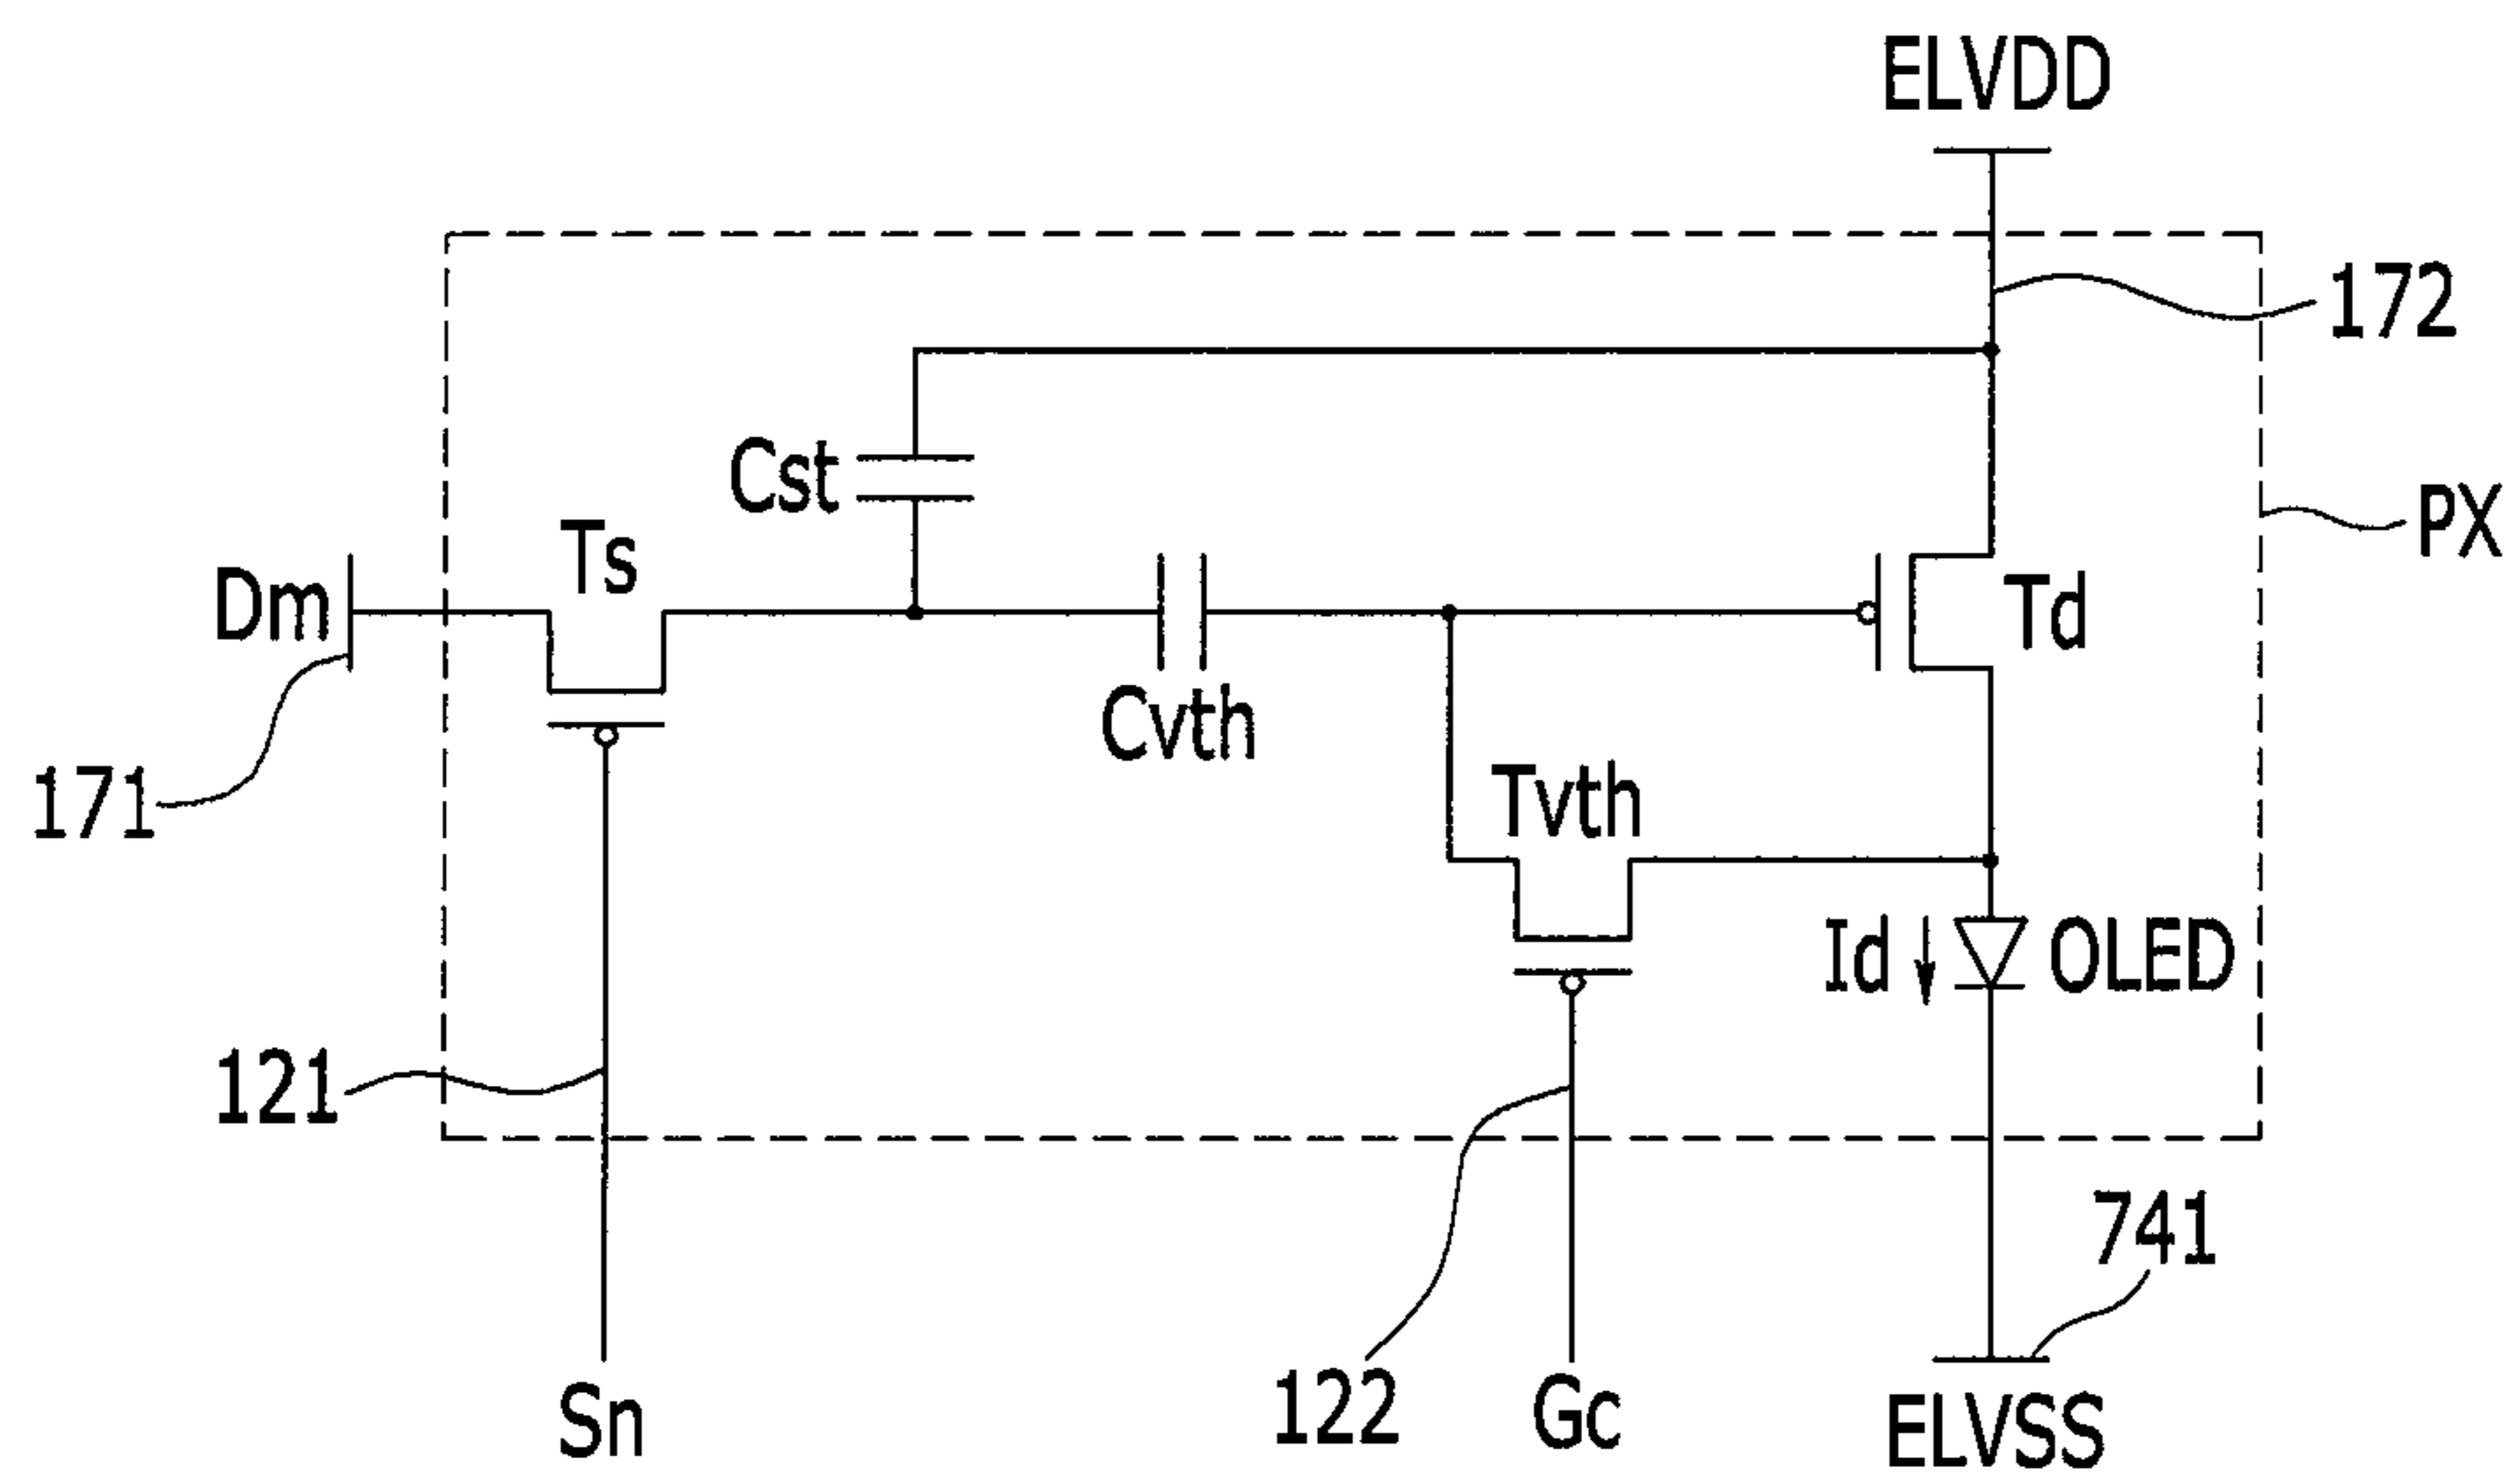 ELVDD
172
Cst
PX
Ts
Dm
Td
Cvth
171
Tvth
Id
OLED
121
741
Sn
122
Gc
ELVSS